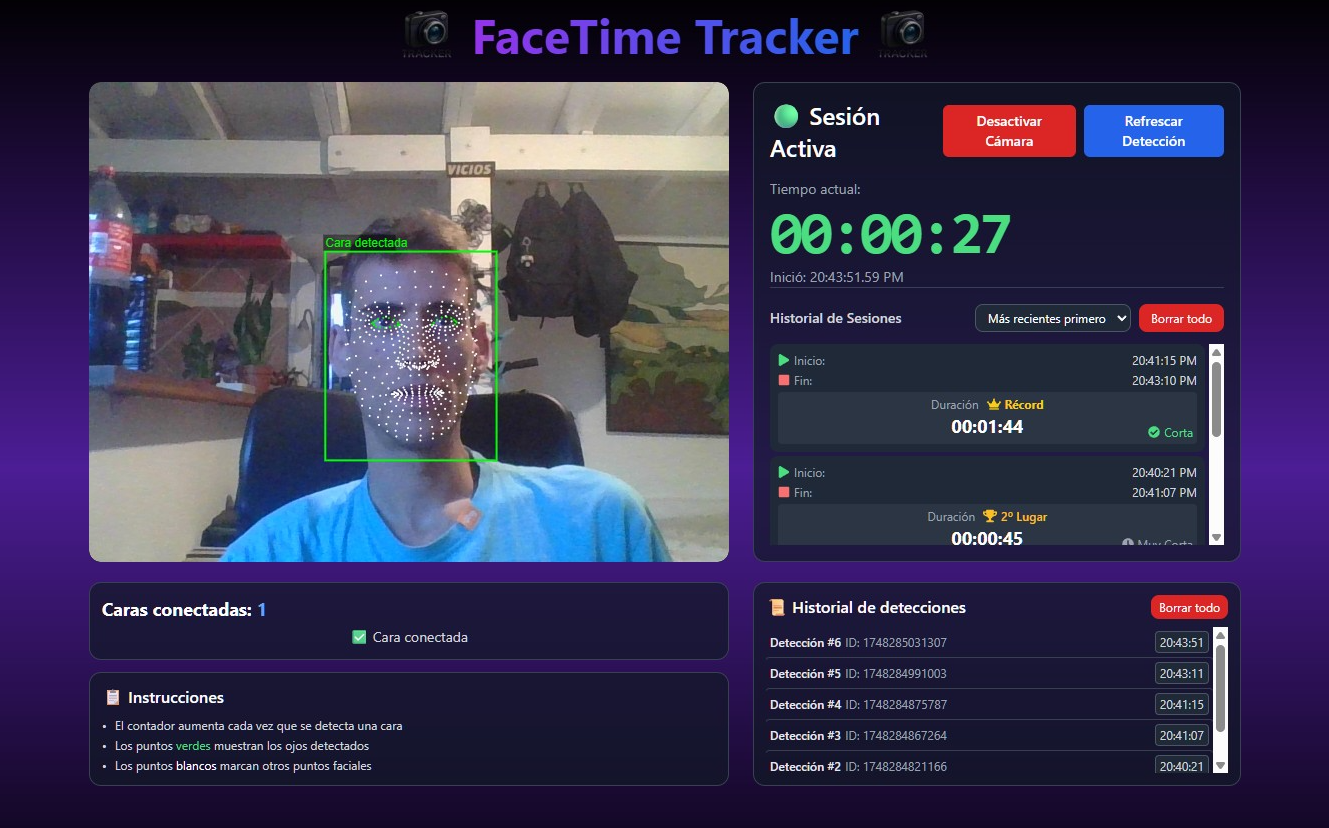 TRACKER
FaceTime Tracker
TRACKER
VICIOS
Cara detectada
Sesión
Activa
Desactivar
Cámara
Refrescar
Detección
Tiempo actual:
00:00:27
Inició: 20:43:51.59 PM
Historial de Sesiones
Más recientes primero
Borrar todo
Inicio:
20:41:15 PM
Fin:
20:43:10 PM
Duración Récord
00:01:44
Corta
Inicio:
20:40:21 PM
Fin:
20:41:07 PM
Duración 2º Lugar
00:00:45
Muy Corta
Caras conectadas: 1
Cara conectada
Instrucciones
• El contador aumenta cada vez que se detecta una cara
• Los puntos verdes muestran los ojos detectados
• Los puntos blancos marcan otros puntos faciales
Historial de detecciones
Borrar todo
Detección #6 ID: 1748285031307
20:43:51
Detección #5 ID: 1748284991003
20:43:11
Detección #4 ID: 1748284875787
20:41:15
Detección #3 ID: 1748284867264
20:41:07
Detección #2 ID: 1748284821166
20:40:21